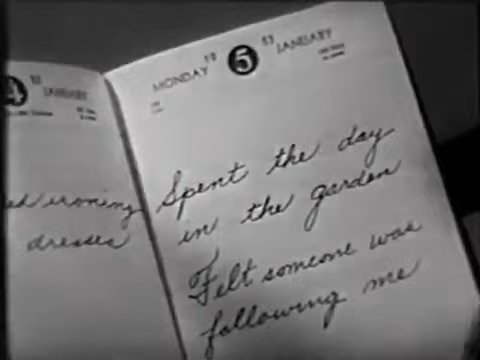 4 JANUARY
ironing
dresses
MONDAY 19 5 53 JANUARY
Spent the day
in the garden
Felt someone was
following me